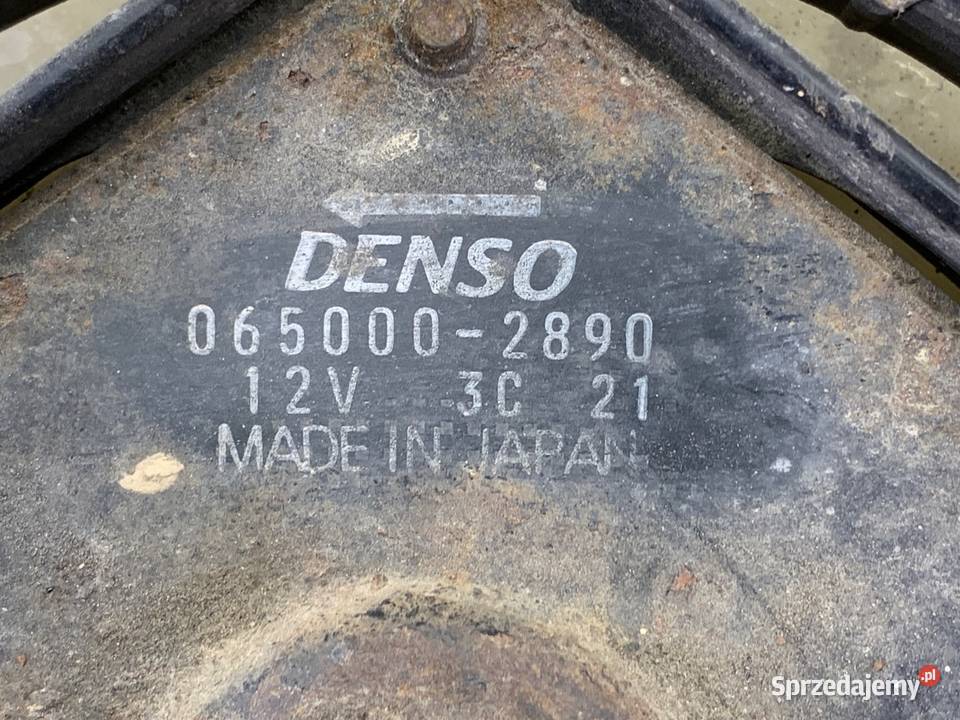 DENSO
065000-2890
12V 3C 21
MADE IN JAPAN
Sprzedajemy.pl